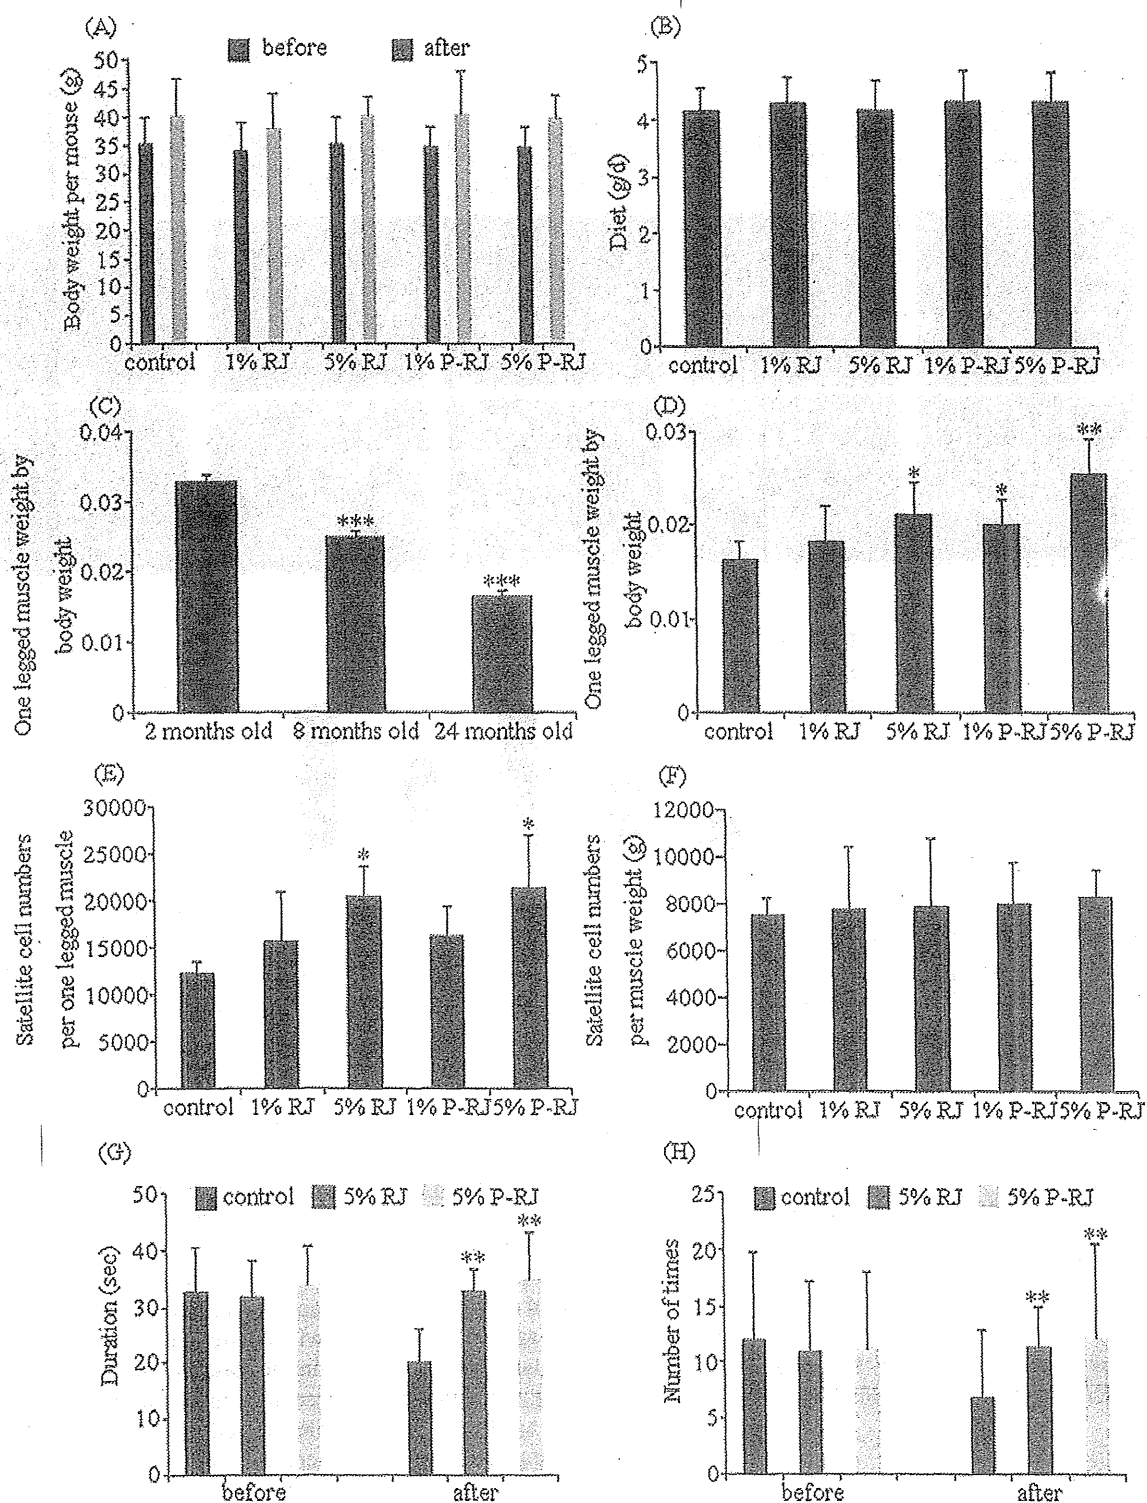 (A)
before
after
Body weight per mouse (g)
50
45
40
35
30
25
20
15
10
5
0
control
1% RJ
5% RJ
1% P-RJ
5% P-RJ
(B)
Diet (g/d)
5
4
3
2
1
0
control
1% RJ
5% RJ
1% P-RJ
5% P-RJ
(C)
One legged muscle weight by
body weight
0.04
0.03
0.02
0.01
0
***
***
2 months old
8 months old
24 months old
(D)
One legged muscle weight by
body weight
0.03
0.02
0.01
0
*
*
**
control
1% RJ
5% RJ
1% P-RJ
5% P-RJ
(E)
Satellite cell numbers
per one legged muscle
30000
25000
20000
15000
10000
5000
0
*
*
control
1% RJ
5% RJ
1% P-RJ
5% P-RJ
(F)
Satellite cell numbers
per muscle weight (g)
12000
10000
8000
6000
4000
2000
0
control
1% RJ
5% RJ
1% P-RJ
5% P-RJ
(G)
control
5% RJ
5% P-RJ
Duration (sec)
50
40
30
20
10
0
**
**
before
after
(H)
control
5% RJ
5% P-RJ
Number of times
25
20
15
10
5
0
**
**
before
after